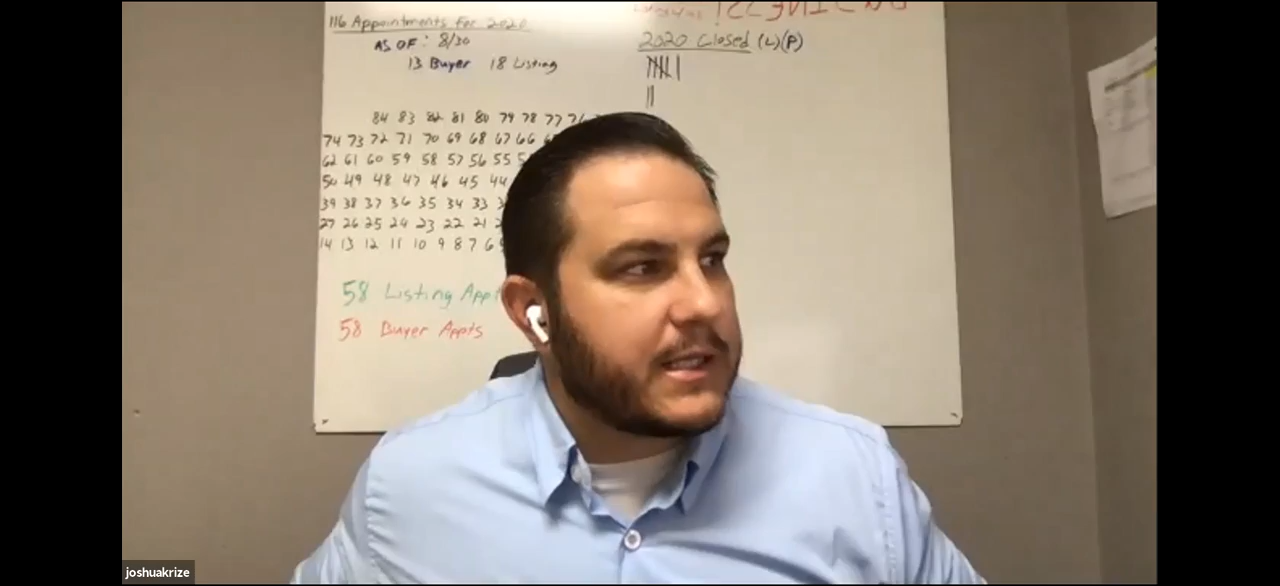 116 Appointments for 2020
AS OF: 8/30
13 Buyer 18 Listing
2020 Closed (L)(P)
84 83 82 81 80 79 78 77 76
74 73 72 71 70 69 68 67 66
62 61 60 59 58 57 56 55
50 49 48 47 46 45 44
39 38 37 36 35 34 33
27 26 25 24 23 22 21
14 13 12 11 10 9 8 7 6
58 Listing Appt
58 Buyer Appts
joshuakrize